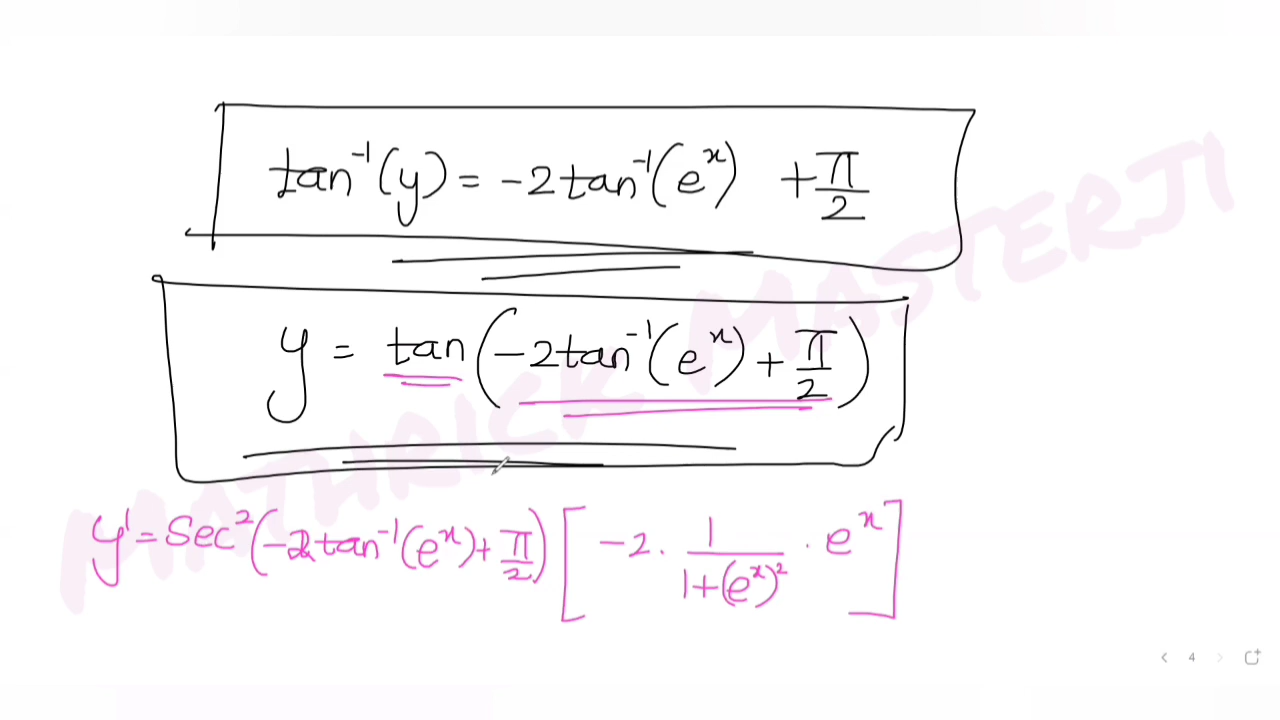 tan⁻¹(y) = -2tan⁻¹(eˣ) + π/2
y = tan(-2tan⁻¹(eˣ) + π/2)
y' = Sec²(-2tan⁻¹(eˣ) + π/2) [-2 · 1/(1+(eˣ)²) · eˣ]
MATHRICK MASTERJI
< 4 >